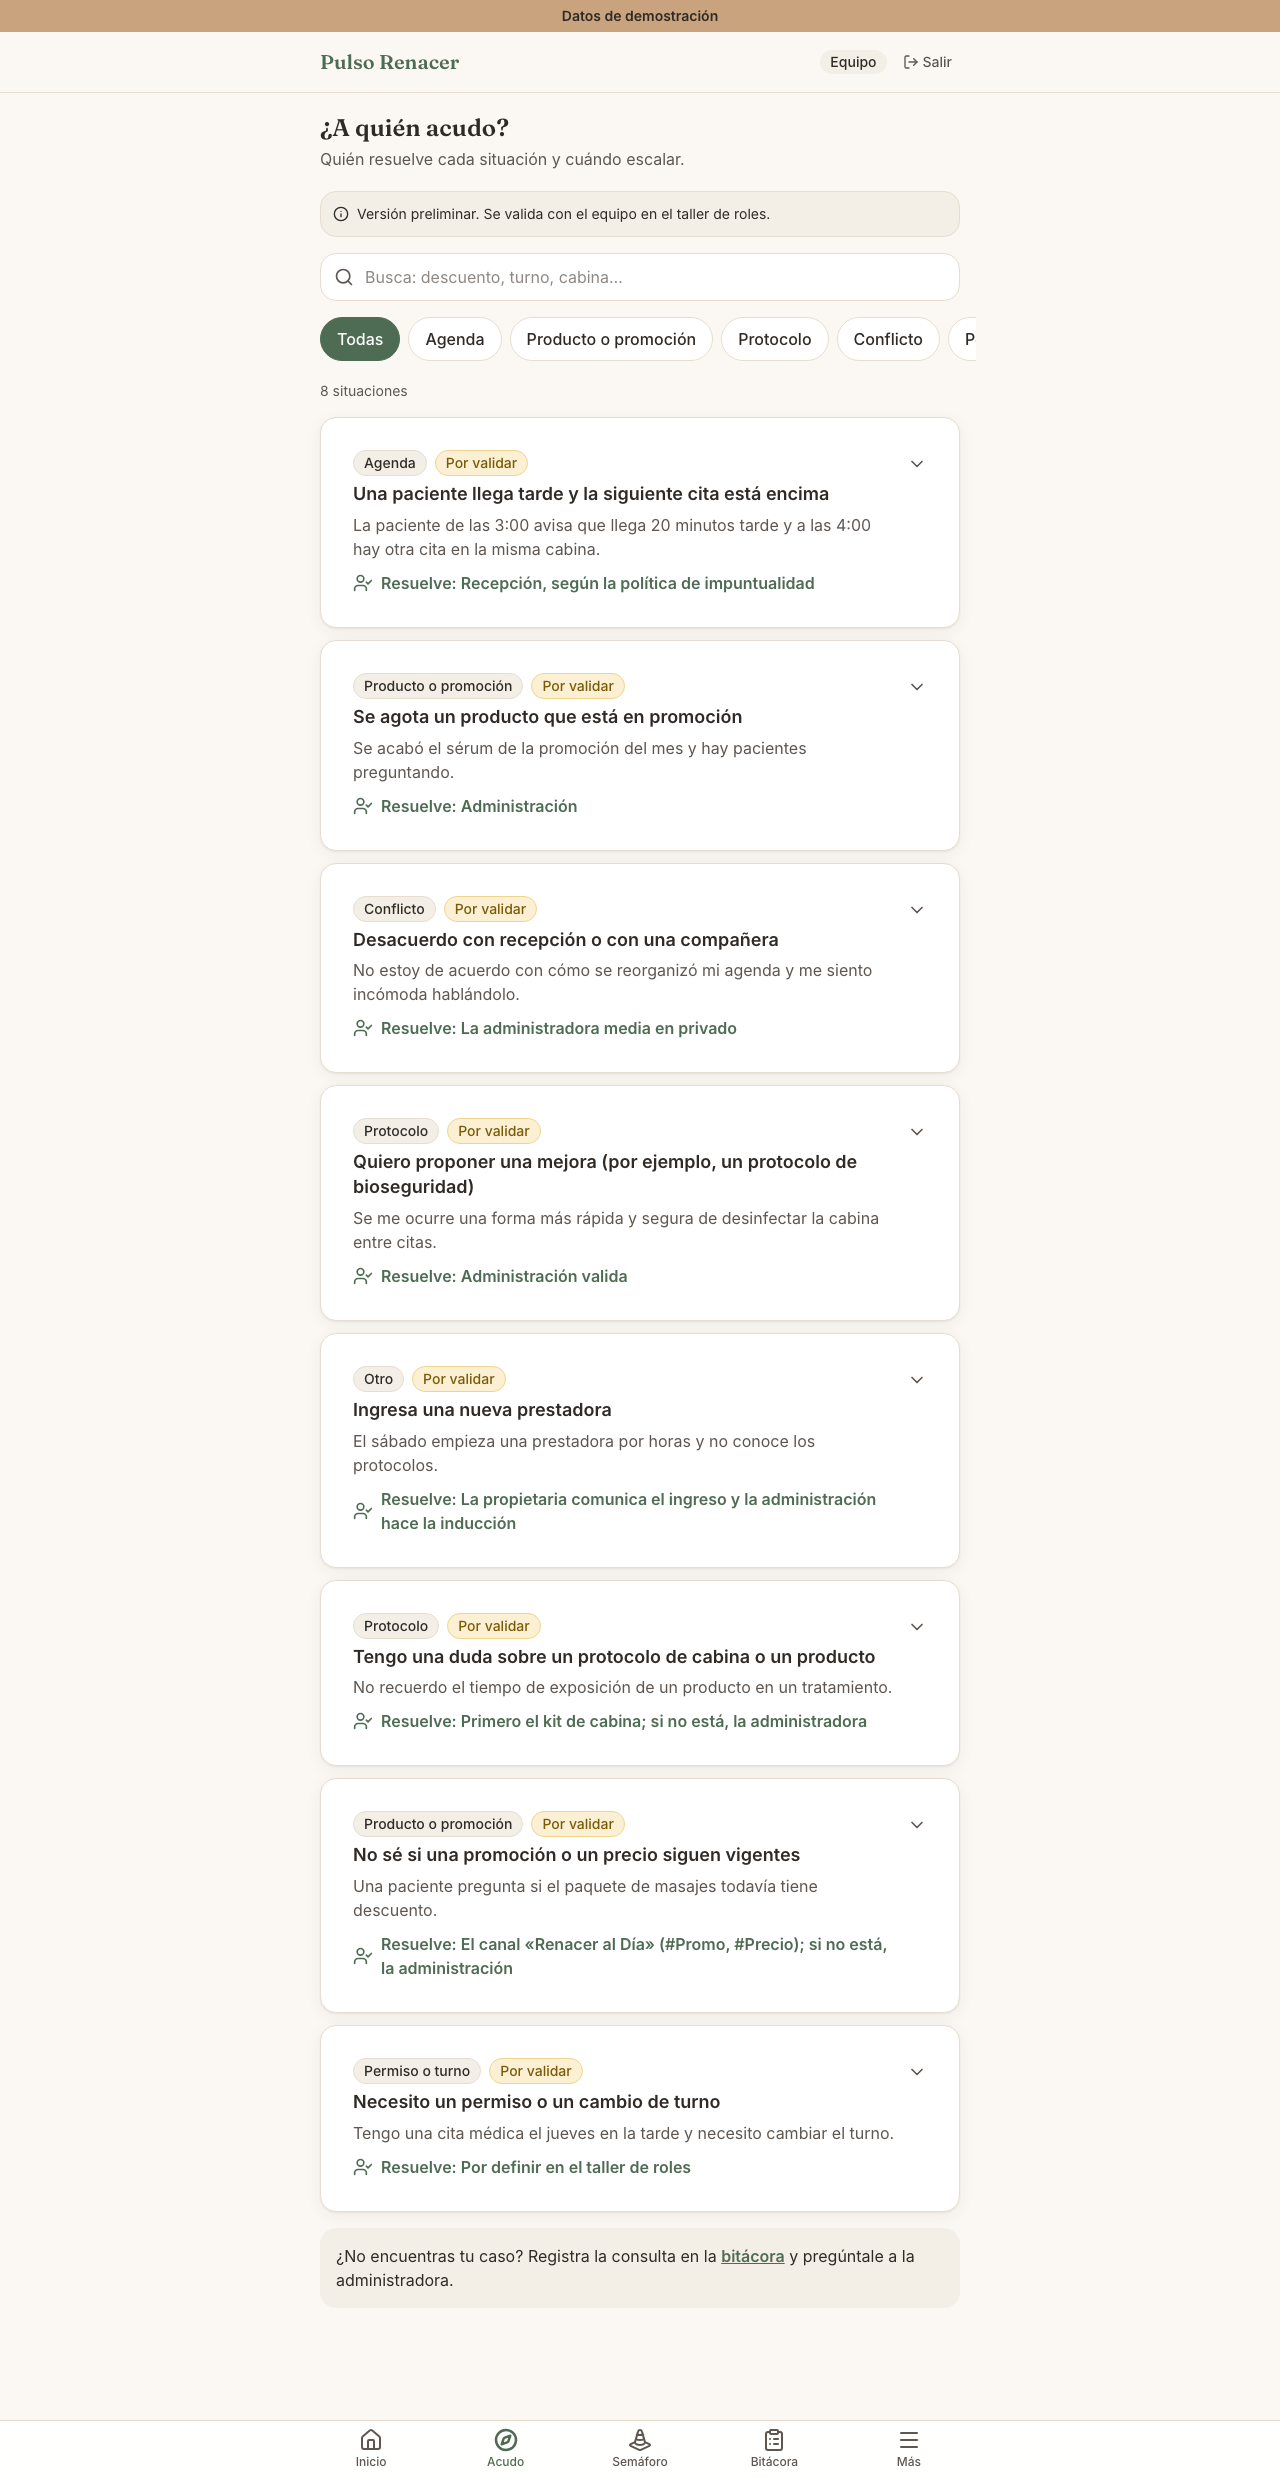 Datos de demostración
Pulso Renacer
Equipo
Salir
¿A quién acudo?
Quién resuelve cada situación y cuándo escalar.
Versión preliminar. Se valida con el equipo en el taller de roles.
Busca: descuento, turno, cabina...
Todas
Agenda
Producto o promoción
Protocolo
Conflicto
P
8 situaciones
Agenda
Por validar
Una paciente llega tarde y la siguiente cita está encima
La paciente de las 3:00 avisa que llega 20 minutos tarde y a las 4:00
hay otra cita en la misma cabina.
Resuelve: Recepción, según la política de impuntualidad
Producto o promoción
Por validar
Se agota un producto que está en promoción
Se acabó el sérum de la promoción del mes y hay pacientes
preguntando.
Resuelve: Administración
Conflicto
Por validar
Desacuerdo con recepción o con una compañera
No estoy de acuerdo con cómo se reorganizó mi agenda y me siento
incómoda hablándolo.
Resuelve: La administradora media en privado
Protocolo
Por validar
Quiero proponer una mejora (por ejemplo, un protocolo de
bioseguridad)
Se me ocurre una forma más rápida y segura de desinfectar la cabina
entre citas.
Resuelve: Administración valida
Otro
Por validar
Ingresa una nueva prestadora
El sábado empieza una prestadora por horas y no conoce los
protocolos.
Resuelve: La propietaria comunica el ingreso y la administración
hace la inducción
Protocolo
Por validar
Tengo una duda sobre un protocolo de cabina o un producto
No recuerdo el tiempo de exposición de un producto en un tratamiento.
Resuelve: Primero el kit de cabina; si no está, la administradora
Producto o promoción
Por validar
No sé si una promoción o un precio siguen vigentes
Una paciente pregunta si el paquete de masajes todavía tiene
descuento.
Resuelve: El canal «Renacer al Día» (#Promo, #Precio); si no está,
la administración
Permiso o turno
Por validar
Necesito un permiso o un cambio de turno
Tengo una cita médica el jueves en la tarde y necesito cambiar el turno.
Resuelve: Por definir en el taller de roles
¿No encuentras tu caso? Registra la consulta en la bitácora y pregúntale a la
administradora.
Inicio
Acudo
Semáforo
Bitácora
Más